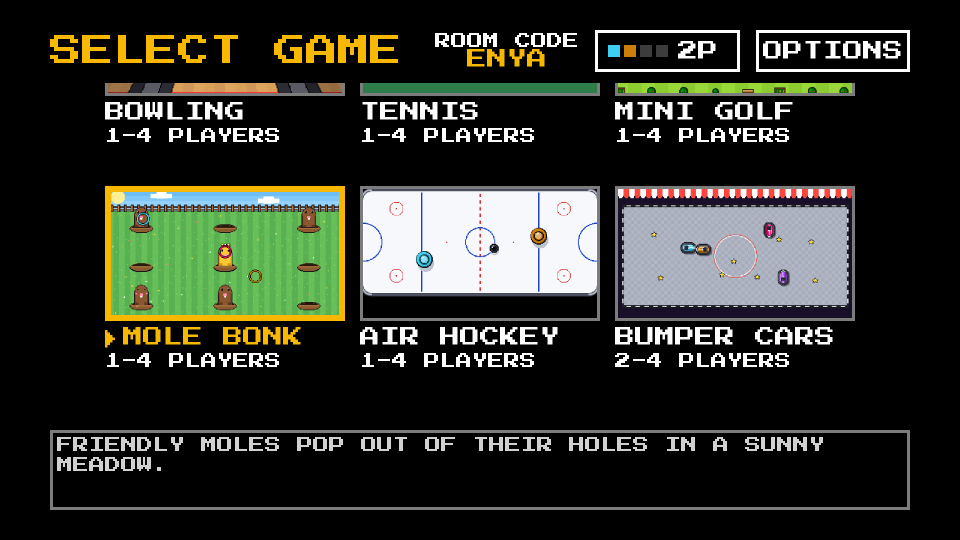 SELECT GAME
ROOM CODE
ENYA
2P
OPTIONS
BOWLING
1-4 PLAYERS
TENNIS
1-4 PLAYERS
MINI GOLF
1-4 PLAYERS
MOLE BONK
1-4 PLAYERS
AIR HOCKEY
1-4 PLAYERS
BUMPER CARS
2-4 PLAYERS
FRIENDLY MOLES POP OUT OF THEIR HOLES IN A SUNNY
MEADOW.